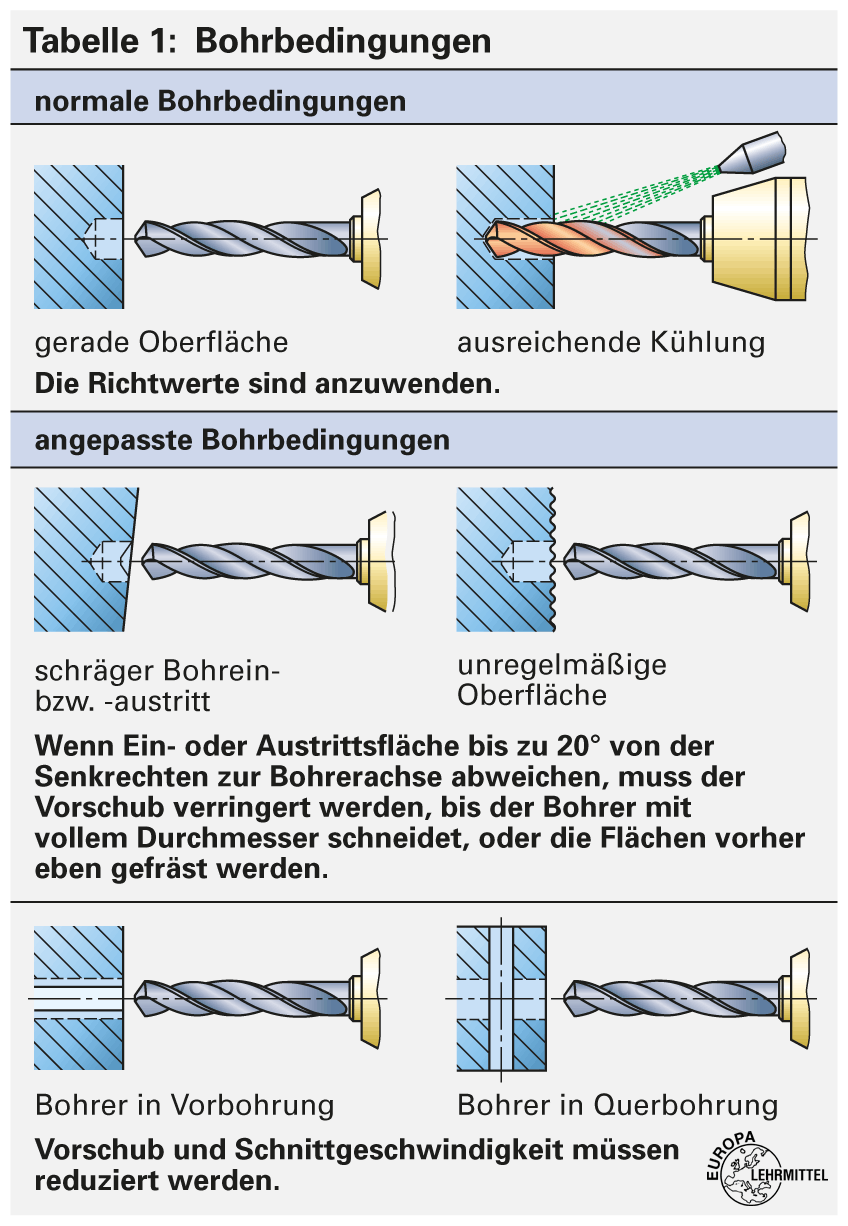 Tabelle 1: Bohrbedingungen
normale Bohrbedingungen
gerade Oberfläche
ausreichende Kühlung
Die Richtwerte sind anzuwenden.
angepasste Bohrbedingungen
schräger Bohrein-
bzw. -austritt
unregelmäßige
Oberfläche
Wenn Ein- oder Austrittsfläche bis zu 20° von der
Senkrechten zur Bohrerachse abweichen, muss der
Vorschub verringert werden, bis der Bohrer mit
vollem Durchmesser schneidet, oder die Flächen vorher
eben gefräst werden.
Bohrer in Vorbohrung
Bohrer in Querbohrung
Vorschub und Schnittgeschwindigkeit müssen
reduziert werden.
EUROPA
LEHRMITTEL